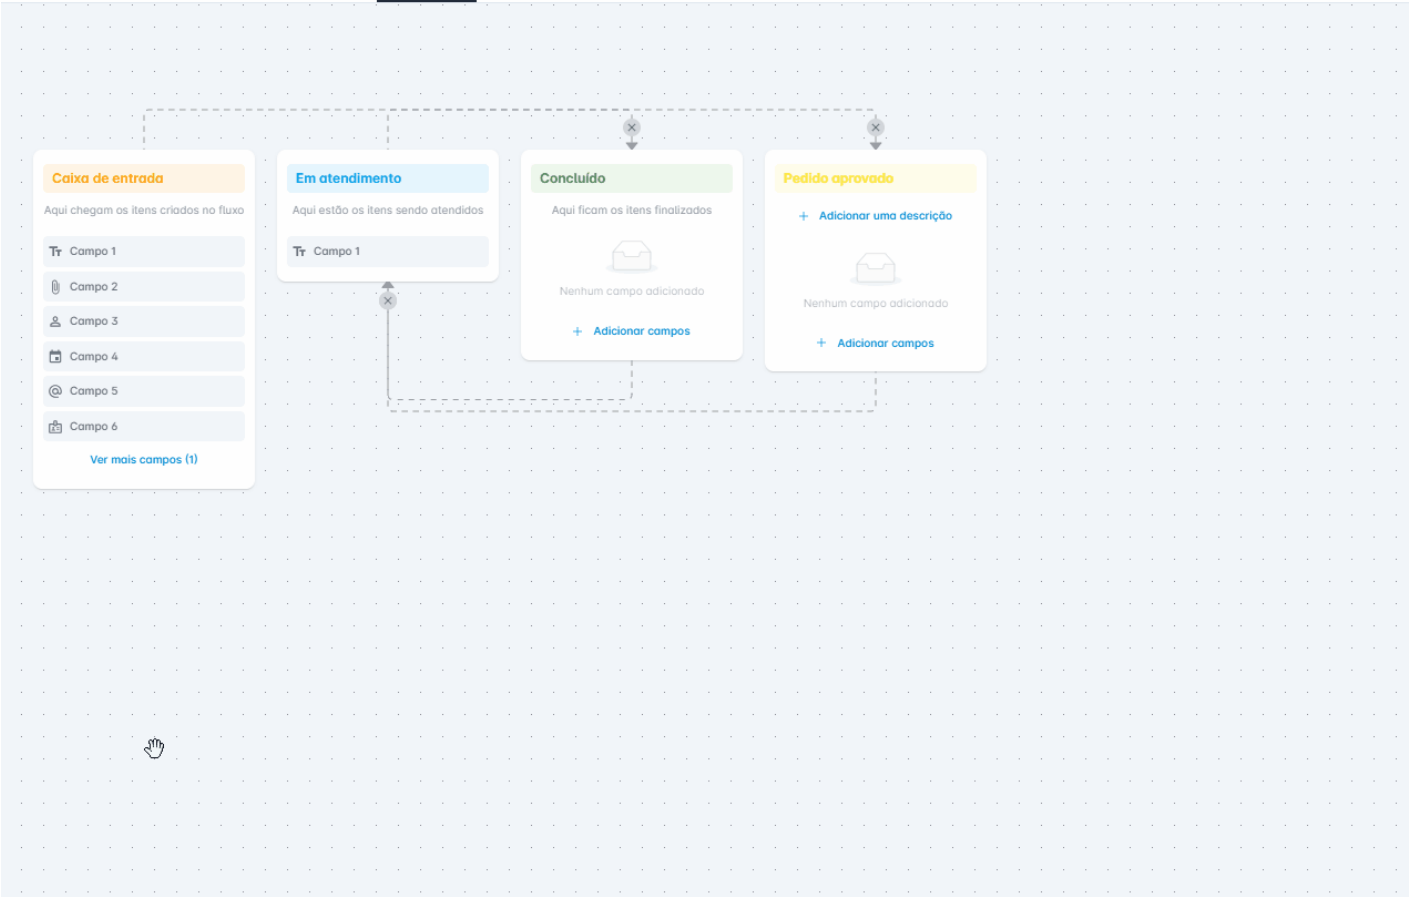 Caixa de entrada
Aqui chegam os itens criados no fluxo
Campo 1
Campo 2
Campo 3
Campo 4
Campo 5
Campo 6
Ver mais campos (1)
Em atendimento
Aqui estão os itens sendo atendidos
Campo 1
Concluído
Aqui ficam os itens finalizados
Nenhum campo adicionado
+ Adicionar campos
Pedido aprovado
+ Adicionar uma descrição
Nenhum campo adicionado
+ Adicionar campos